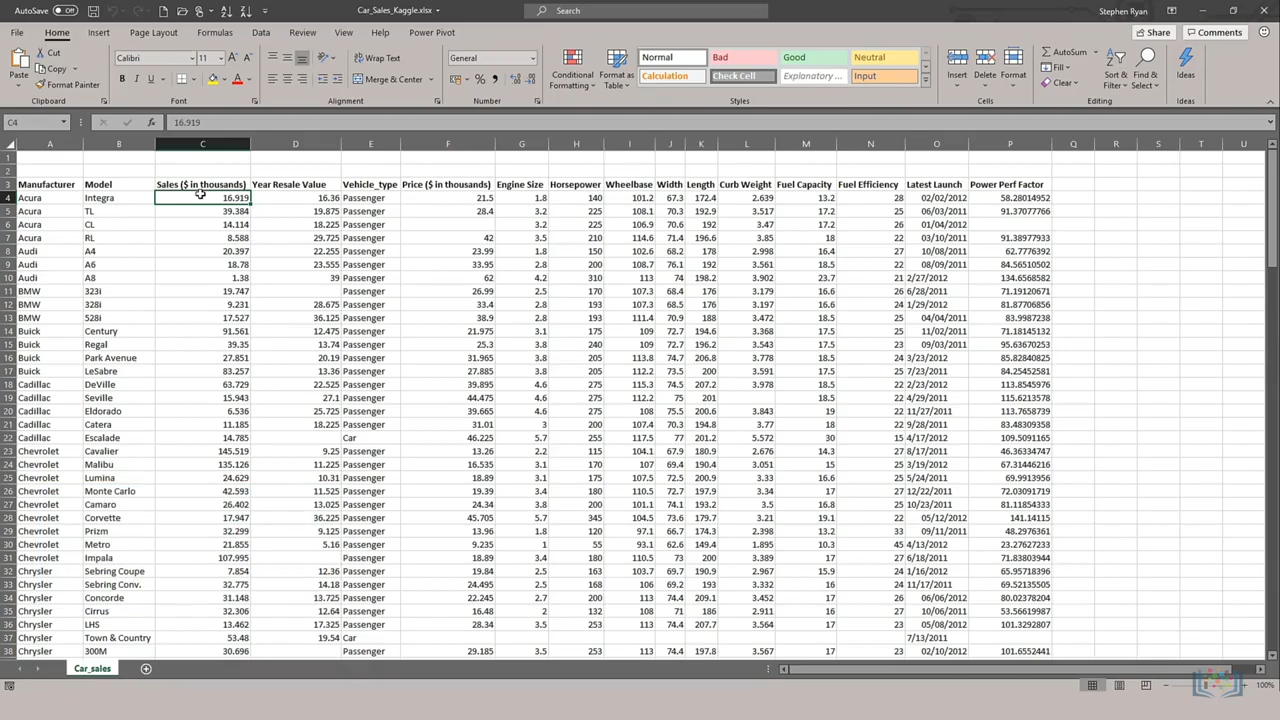 AutoSave Off Car_Sales_Kaggle.xlsx Search Stephen Ryan
File Home Insert Page Layout Formulas Data Review View Help Power Pivot Share Comments
Paste Cut Copy Format Painter Clipboard
Calibri 11 B I U Font
Merge & Center Alignment
General Number
Conditional Formatting Format as Table
Normal Bad Good Neutral
Calculation Check Cell Explanatory ... Input
Styles
Insert Delete Format Cells
AutoSum Fill Clear Sort & Filter Find & Select Editing
Ideas Ideas
C4 fx 16.919
A B C D E F G H I J K L M N O P Q R S T U
1
2
3 Manufacturer Model Sales ($ in thousands) Year Resale Value Vehicle_type Price ($ in thousands) Engine Size Horsepower Wheelbase Width Length Curb Weight Fuel Capacity Fuel Efficiency Latest Launch Power Perf Factor
4 Acura Integra 16.919 16.36 Passenger 21.5 1.8 140 101.2 67.3 172.4 2.639 13.2 28 02/02/2012 58.28014952
5 Acura TL 39.384 19.875 Passenger 28.4 3.2 225 108.1 70.3 192.9 3.517 17.2 25 06/03/2011 91.37077766
6 Acura CL 14.114 18.225 Passenger 3.2 225 106.9 70.6 192 3.47 17.2 26 01/04/2012
7 Acura RL 8.588 29.725 Passenger 42 3.5 210 114.6 71.4 196.6 3.85 18 22 03/10/2011 91.38977933
8 Audi A4 20.397 22.255 Passenger 23.99 1.8 150 102.6 68.2 178 2.998 16.4 27 10/08/2011 62.7776392
9 Audi A6 18.78 23.555 Passenger 33.95 2.8 200 108.7 76.1 192 3.561 18.5 22 08/09/2011 84.56510502
10 Audi A8 1.38 39 Passenger 62 4.2 310 113 74 198.2 3.902 23.7 21 2/27/2012 134.6568582
11 BMW 323i 19.747 Passenger 26.99 2.5 170 107.3 68.4 176 3.179 16.6 26 6/28/2011 71.19120671
12 BMW 328i 9.231 28.675 Passenger 33.4 2.8 193 107.3 68.5 176 3.197 16.6 24 1/29/2012 81.87706856
13 BMW 528i 17.527 36.125 Passenger 38.9 2.8 193 111.4 70.9 188 3.472 18.5 25 04/04/2011 83.9987238
14 Buick Century 91.561 12.475 Passenger 21.975 3.1 175 109 72.7 194.6 3.368 17.5 25 11/02/2011 71.18145132
15 Buick Regal 39.35 13.74 Passenger 25.3 3.8 240 109 72.7 196.2 3.543 17.5 23 09/03/2011 95.63670253
16 Buick Park Avenue 27.851 20.19 Passenger 31.965 3.8 205 113.8 74.7 206.8 3.778 18.5 24 3/23/2012 85.82840825
17 Buick LeSabre 83.257 13.36 Passenger 27.885 3.8 205 112.2 73.5 200 3.591 17.5 25 7/23/2011 84.25452581
18 Cadillac DeVille 63.729 22.525 Passenger 39.895 4.6 275 115.3 74.5 207.2 3.978 18.5 22 2/23/2012 113.8545976
19 Cadillac Seville 15.943 27.1 Passenger 44.475 4.6 275 112.2 75 201 18.5 22 4/29/2011 115.6213578
20 Cadillac Eldorado 6.536 25.725 Passenger 39.665 4.6 275 108 75.5 200.6 3.843 19 22 11/27/2011 113.7658739
21 Cadillac Catera 11.185 18.225 Passenger 31.01 3 200 107.4 70.3 194.8 3.77 18 22 9/28/2011 83.48309358
22 Cadillac Escalade 14.785 Car 46.225 5.7 255 117.5 77 201.2 5.572 30 15 4/17/2012 109.5091165
23 Chevrolet Cavalier 145.519 9.25 Passenger 13.26 2.2 115 104.1 67.9 180.9 2.676 14.3 27 8/17/2011 46.36334747
24 Chevrolet Malibu 135.126 11.225 Passenger 16.535 3.1 170 107 69.4 190.4 3.051 15 25 3/19/2012 67.31446216
25 Chevrolet Lumina 24.629 10.31 Passenger 18.89 3.1 175 107.5 72.5 200.9 3.33 16.6 25 5/24/2011 69.9913956
26 Chevrolet Monte Carlo 42.593 11.525 Passenger 19.39 3.4 180 110.5 72.7 197.9 3.34 17 27 12/22/2011 72.03091719
27 Chevrolet Camaro 26.402 13.025 Passenger 24.34 3.8 200 101.1 74.1 193.2 3.5 16.8 25 10/23/2011 81.11854333
28 Chevrolet Corvette 17.947 36.225 Passenger 45.705 5.7 345 104.5 73.6 179.7 3.21 19.1 22 05/12/2012 141.14115
29 Chevrolet Prizm 32.299 9.125 Passenger 13.96 1.8 120 97.1 66.7 174.3 2.398 13.2 33 09/11/2011 48.2976361
30 Chevrolet Metro 21.855 5.16 Passenger 9.235 1 55 93.1 62.6 149.4 1.895 10.3 45 4/13/2012 23.27627233
31 Chevrolet Impala 107.995 Passenger 18.89 3.4 180 110.5 73 200 3.389 17 27 6/18/2011 71.83803944
32 Chrysler Sebring Coupe 7.854 12.36 Passenger 19.84 2.5 163 103.7 69.7 190.9 2.967 15.9 24 1/16/2012 65.95718396
33 Chrysler Sebring Conv. 32.775 14.18 Passenger 24.495 2.5 168 106 69.2 193 3.332 16 24 11/17/2011 69.52135505
34 Chrysler Concorde 31.148 13.725 Passenger 22.245 2.7 200 113 74.4 209.1 3.452 17 26 06/06/2012 80.02378204
35 Chrysler Cirrus 32.306 12.64 Passenger 16.48 2 132 108 71 186 2.911 16 27 10/06/2011 53.56619987
36 Chrysler LHS 13.462 17.325 Passenger 28.34 3.5 253 113 74.4 207.7 3.564 17 23 05/08/2012 101.3292807
37 Chrysler Town & Country 53.48 19.54 Car 7/13/2011
38 Chrysler 300M 30.696 Passenger 29.185 3.5 253 113 74.4 197.8 3.567 17 23 02/10/2012 101.6552441
Car_sales
100%